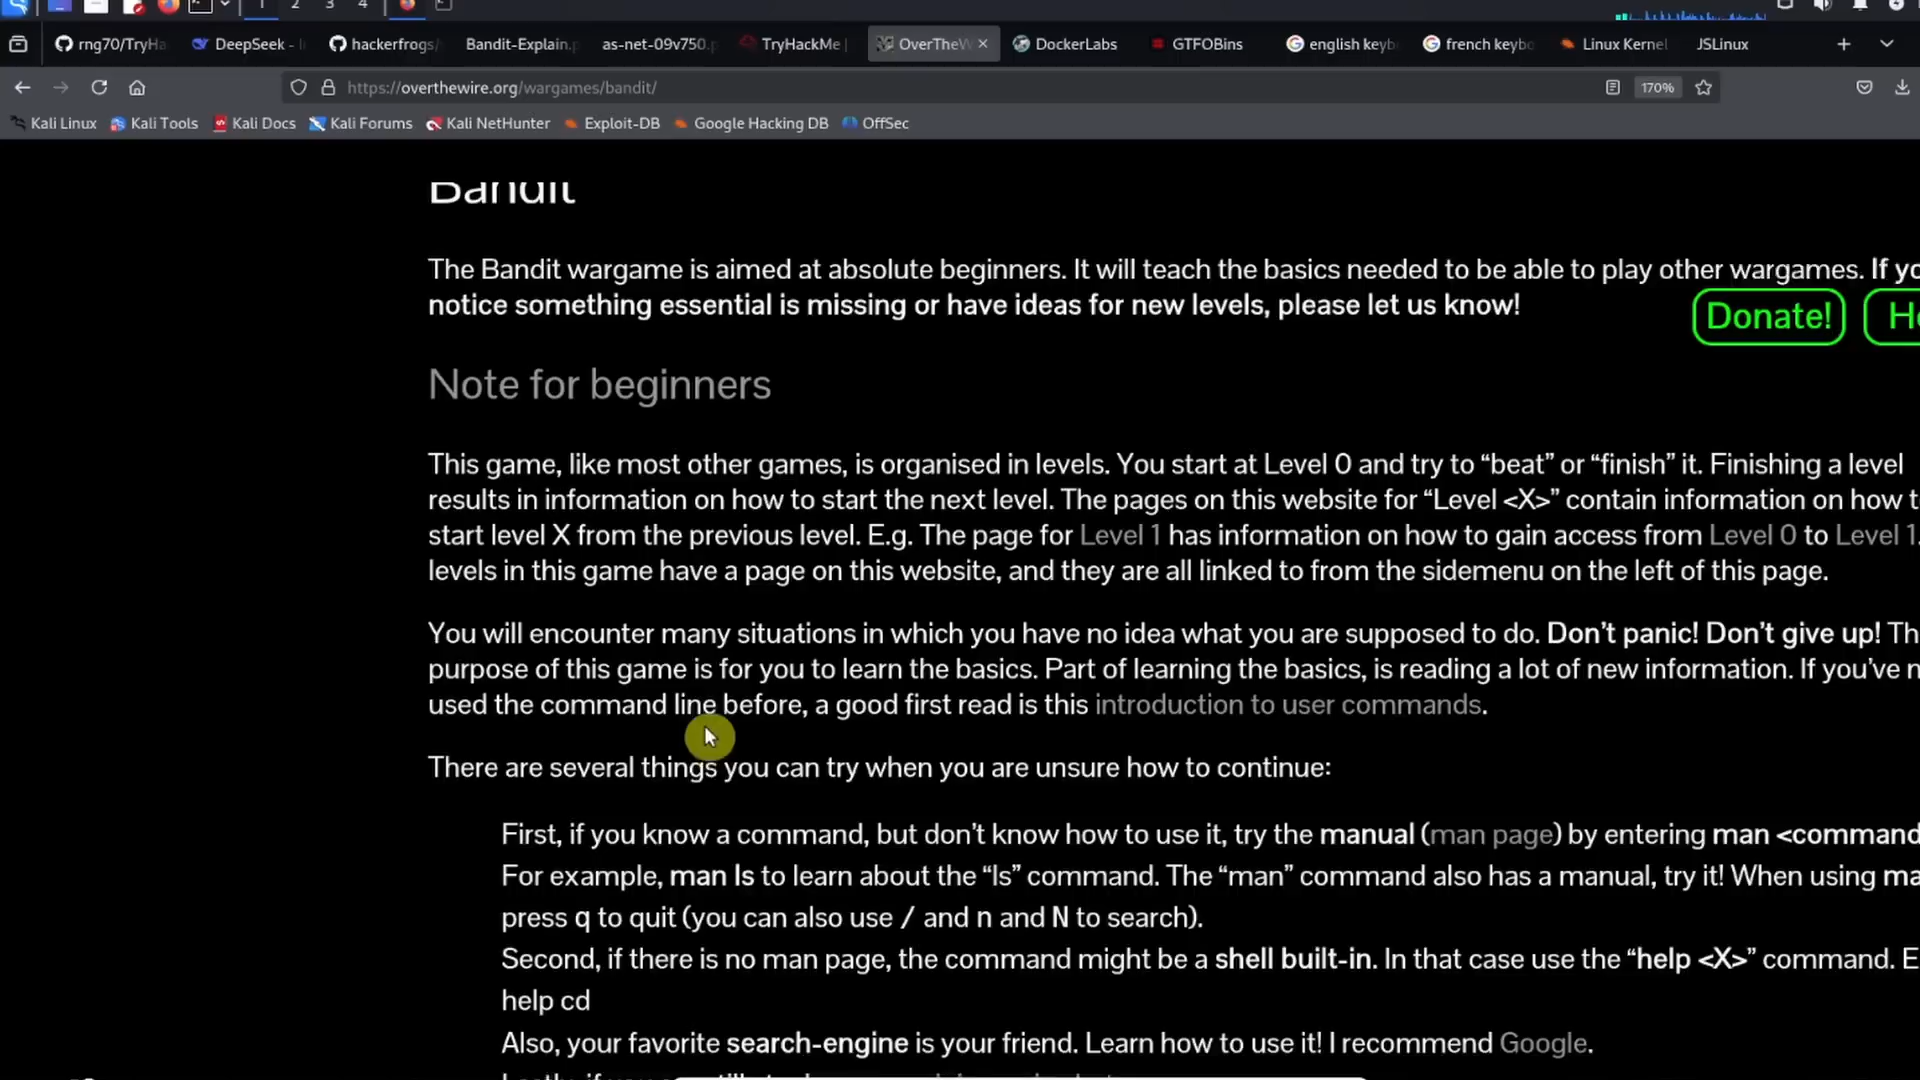 1 2 3 4
rng70/TryHa
DeepSeek - I
hackerfrogs/
Bandit-Explain.p
as-net-09v750.p
TryHackMe |
OverTheW
DockerLabs
GTFOBins
english keyb
french keybo
Linux Kernel
JSLinux
https://overthewire.org/wargames/bandit/
170%
Kali Linux
Kali Tools
Kali Docs
Kali Forums
Kali NetHunter
Exploit-DB
Google Hacking DB
OffSec
Bandit
The Bandit wargame is aimed at absolute beginners. It will teach the basics needed to be able to play other wargames. If yo
notice something essential is missing or have ideas for new levels, please let us know!
Donate!
He
Note for beginners
This game, like most other games, is organised in levels. You start at Level 0 and try to “beat” or “finish” it. Finishing a level
results in information on how to start the next level. The pages on this website for “Level <X>” contain information on how t
start level X from the previous level. E.g. The page for Level 1 has information on how to gain access from Level 0 to Level 1.
levels in this game have a page on this website, and they are all linked to from the sidemenu on the left of this page.
You will encounter many situations in which you have no idea what you are supposed to do. Don’t panic! Don’t give up! Th
purpose of this game is for you to learn the basics. Part of learning the basics, is reading a lot of new information. If you’ve n
used the command line before, a good first read is this introduction to user commands.
There are several things you can try when you are unsure how to continue:
First, if you know a command, but don’t know how to use it, try the manual (man page) by entering man <command
For example, man ls to learn about the “ls” command. The “man” command also has a manual, try it! When using ma
press q to quit (you can also use / and n and N to search).
Second, if there is no man page, the command might be a shell built-in. In that case use the “help <X>” command. E
help cd
Also, your favorite search-engine is your friend. Learn how to use it! I recommend Google.